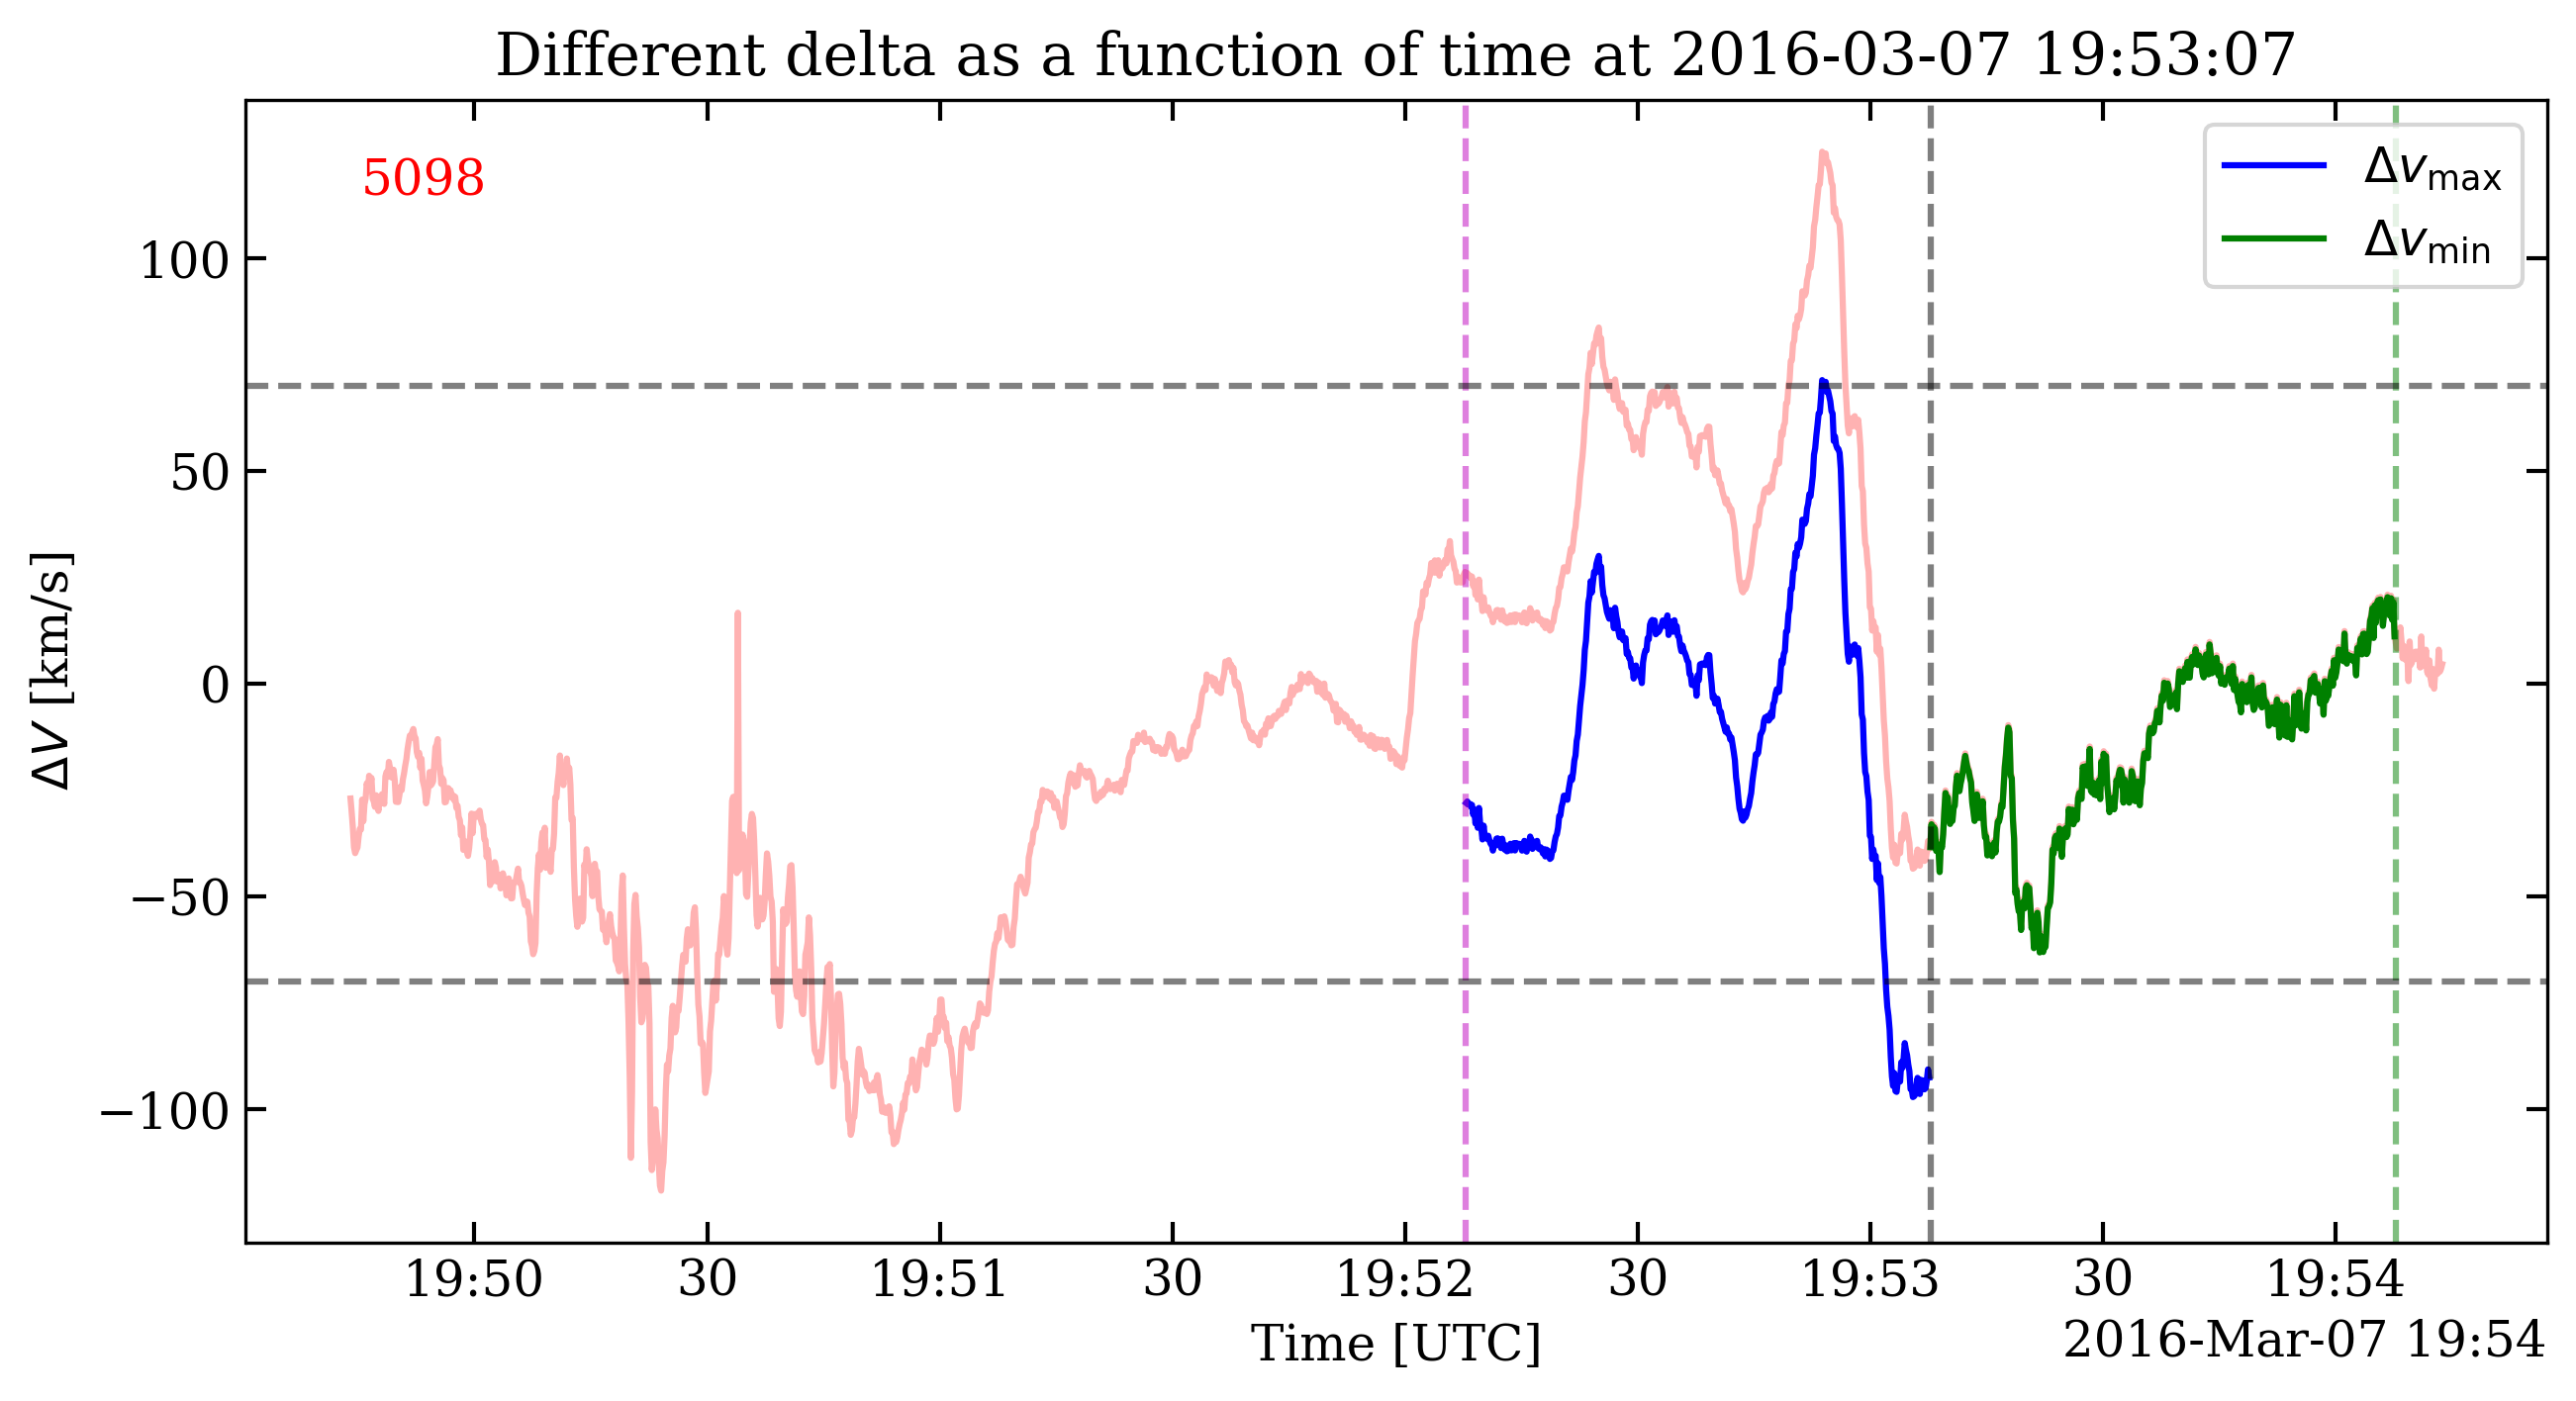 Different delta as a function of time at 2016-03-07 19:53:07
5098
Δvmax
Δvmin
100
50
0
−50
−100
ΔV [km/s]
19:50 30 19:51 30 19:52 30 19:53 30 19:54
Time [UTC]
2016-Mar-07 19:54